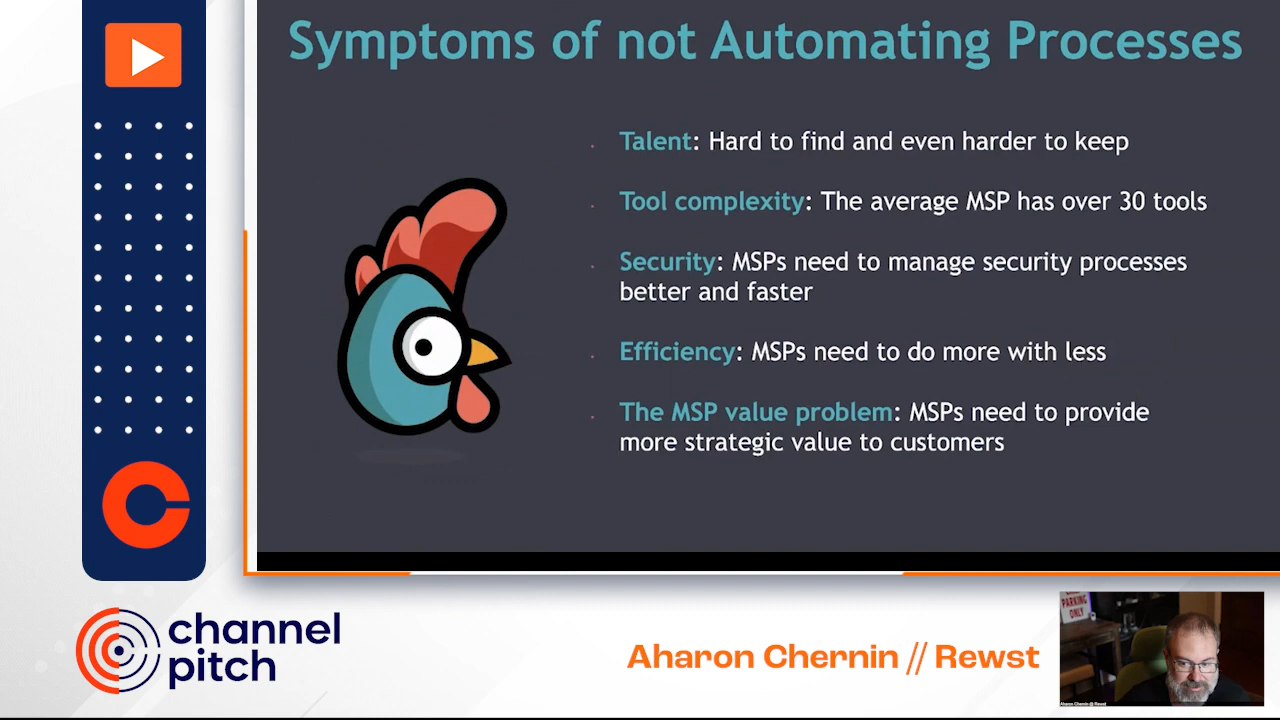 Symptoms of not Automating Processes
Talent: Hard to find and even harder to keep
Tool complexity: The average MSP has over 30 tools
Security: MSPs need to manage security processes
better and faster
Efficiency: MSPs need to do more with less
The MSP value problem: MSPs need to provide
more strategic value to customers
channel
pitch
Aharon Chernin // Rewst
PARKING
ONLY
Aharon Chernin @ Rewst